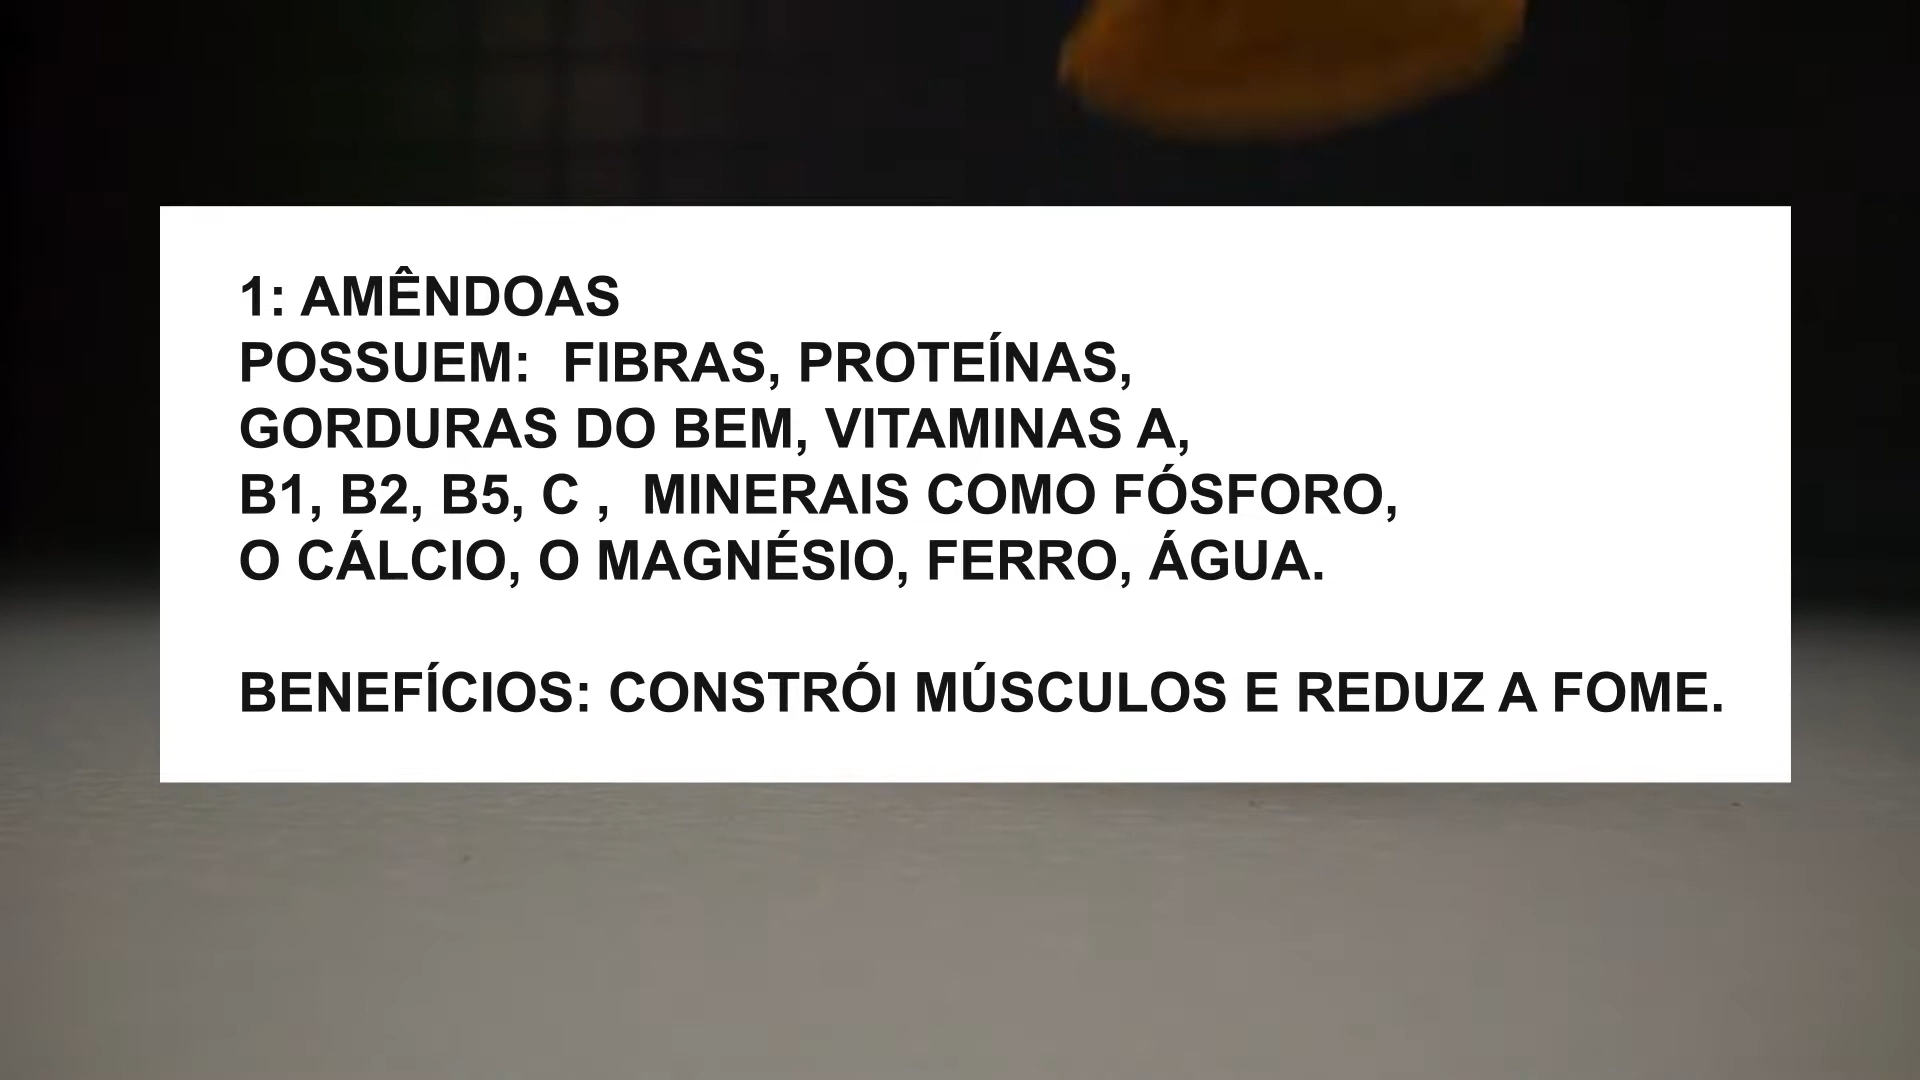 1: AMÊNDOAS
POSSUEM:  FIBRAS, PROTEÍNAS,
GORDURAS DO BEM, VITAMINAS A,
B1, B2, B5, C ,  MINERAIS COMO FÓSFORO,
O CÁLCIO, O MAGNÉSIO, FERRO, ÁGUA.
BENEFÍCIOS: CONSTRÓI MÚSCULOS E REDUZ A FOME.